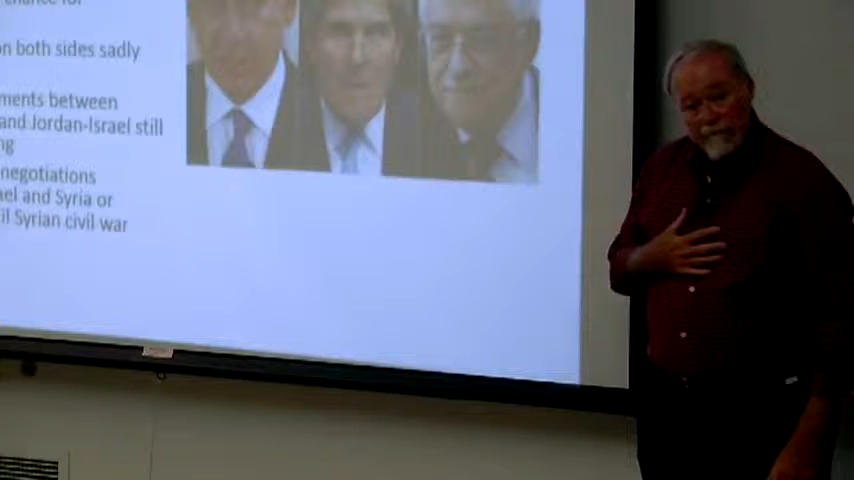 on both sides sadly
ments between
and Jordan-Israel still
ng
negotiations
ael and Syria or
il Syrian civil war